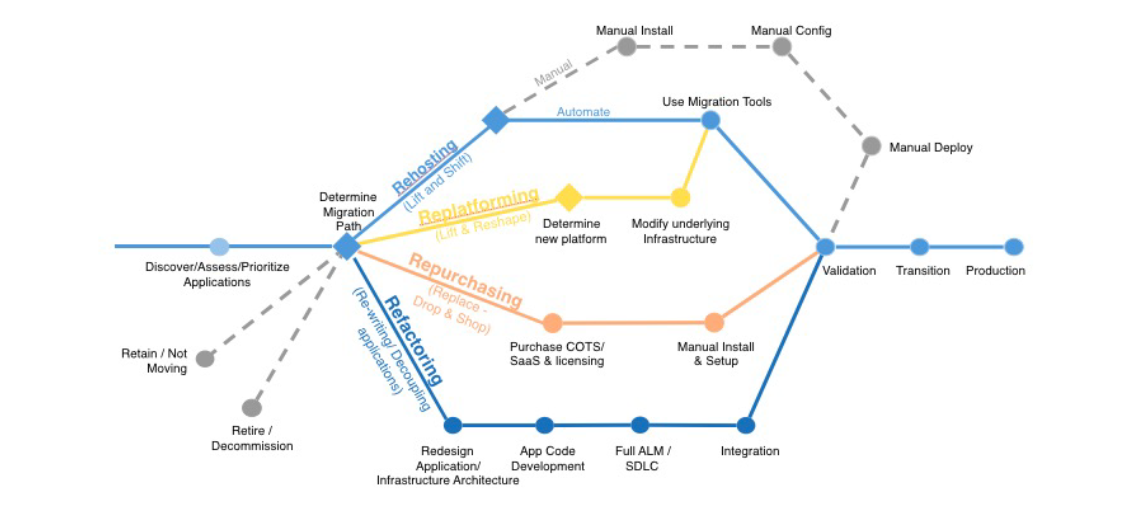 Manual Install
Manual Config
Manual
Use Migration Tools
Automate
Manual Deploy
Rehosting
(Lift and Shift)
Determine
Migration
Path
Replatforming
(Lift & Reshape)
Determine
new platform
Modify underlying
Infrastructure
Discover/Assess/Prioritize
Applications
Validation
Transition
Production
Repurchasing
(Replace -
Drop & Shop)
Purchase COTS/
SaaS & licensing
Manual Install
& Setup
Refactoring
(Re-writing/ Decoupling
applications)
Retain / Not
Moving
Retire /
Decommission
Redesign
Application/
Infrastructure Architecture
App Code
Development
Full ALM /
SDLC
Integration